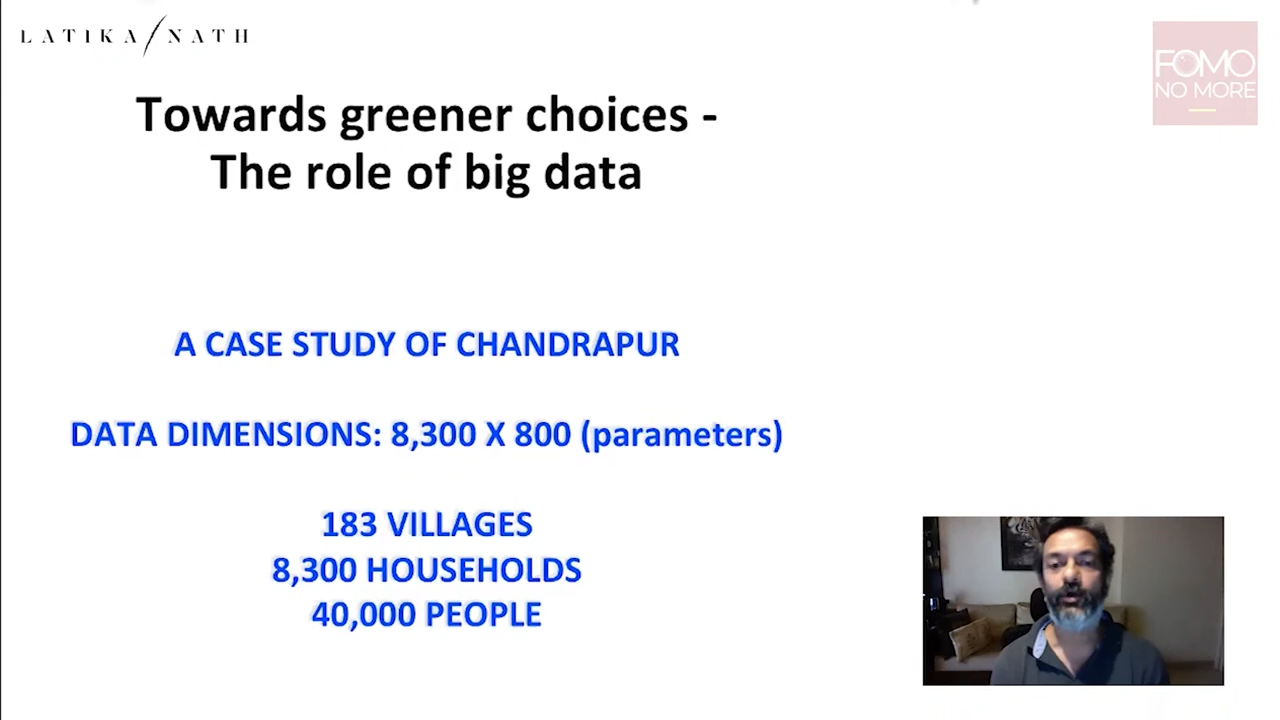 LATIKA/NATH
FOMO
NO MORE
Towards greener choices -
The role of big data
A CASE STUDY OF CHANDRAPUR
DATA DIMENSIONS: 8,300 X 800 (parameters)
183 VILLAGES
8,300 HOUSEHOLDS
40,000 PEOPLE